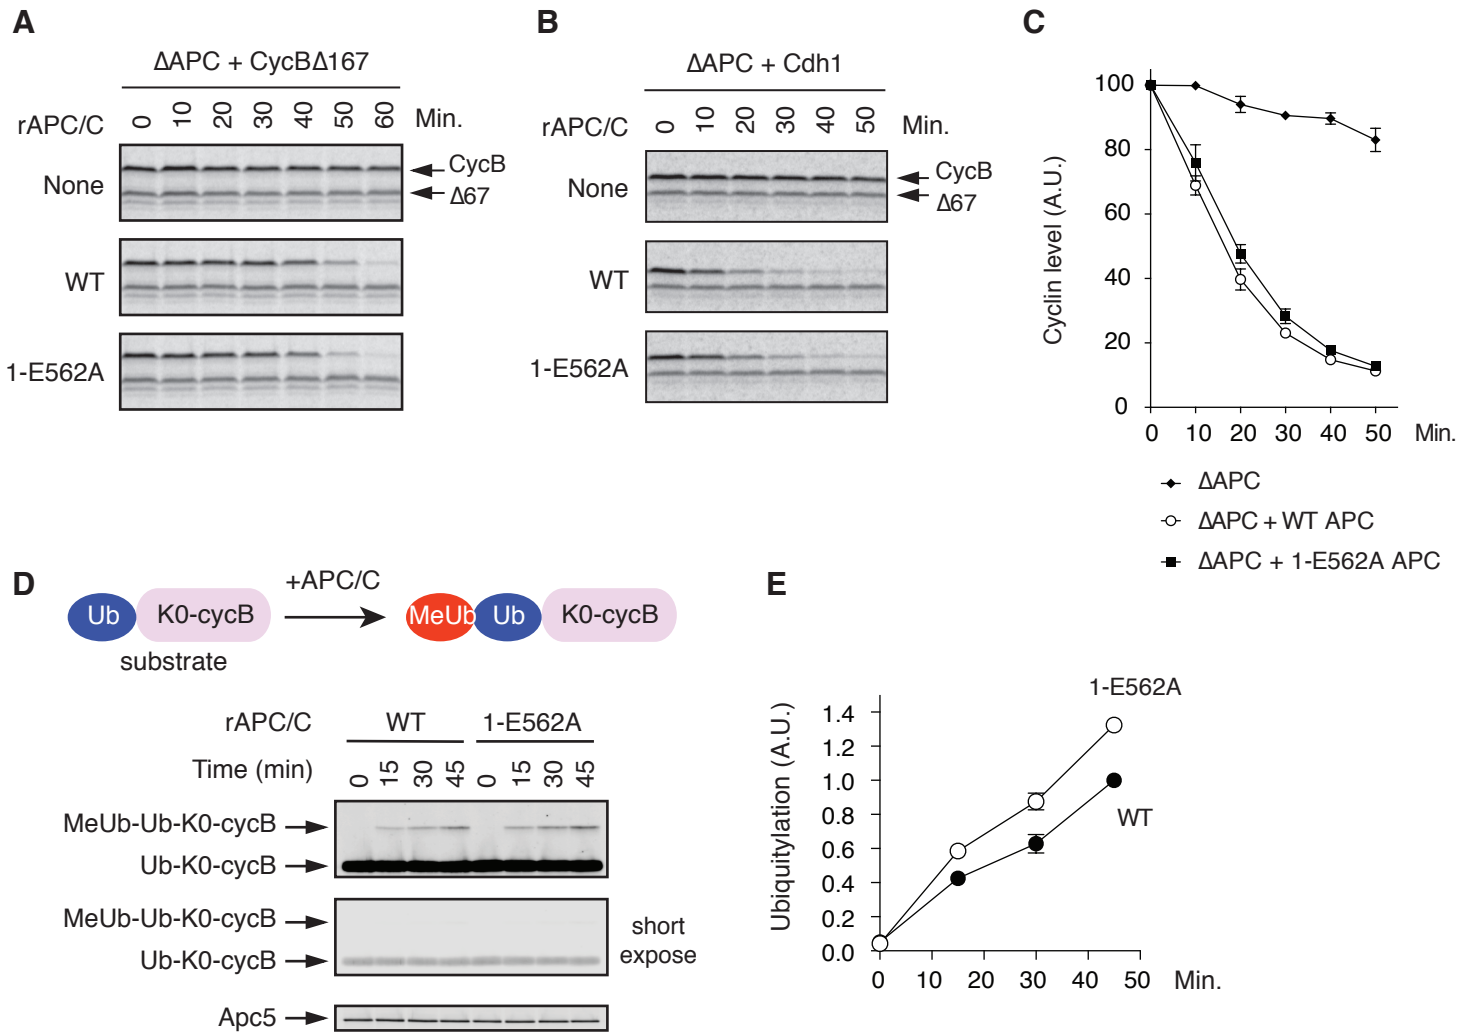 A
ΔAPC + CycBΔ167
rAPC/C
0 10 20 30 40 50 60 Min.
None
CycB
Δ67
WT
1-E562A
B
ΔAPC + Cdh1
rAPC/C
0 10 20 30 40 50 Min.
None
CycB
Δ67
WT
1-E562A
C
Cyclin level (A.U.)
100
80
60
40
20
0
0 10 20 30 40 50 Min.
ΔAPC
ΔAPC + WT APC
ΔAPC + 1-E562A APC
D
Ub K0-cycB
+APC/C
MeUb Ub K0-cycB
substrate
rAPC/C WT 1-E562A
Time (min) 0 15 30 45 0 15 30 45
MeUb-Ub-K0-cycB
Ub-K0-cycB
MeUb-Ub-K0-cycB
Ub-K0-cycB
short
expose
Apc5
E
Ubiquitylation (A.U.)
1.4
1.2
1.0
0.8
0.6
0.4
0.2
0.0
0 10 20 30 40 50 Min.
1-E562A
WT